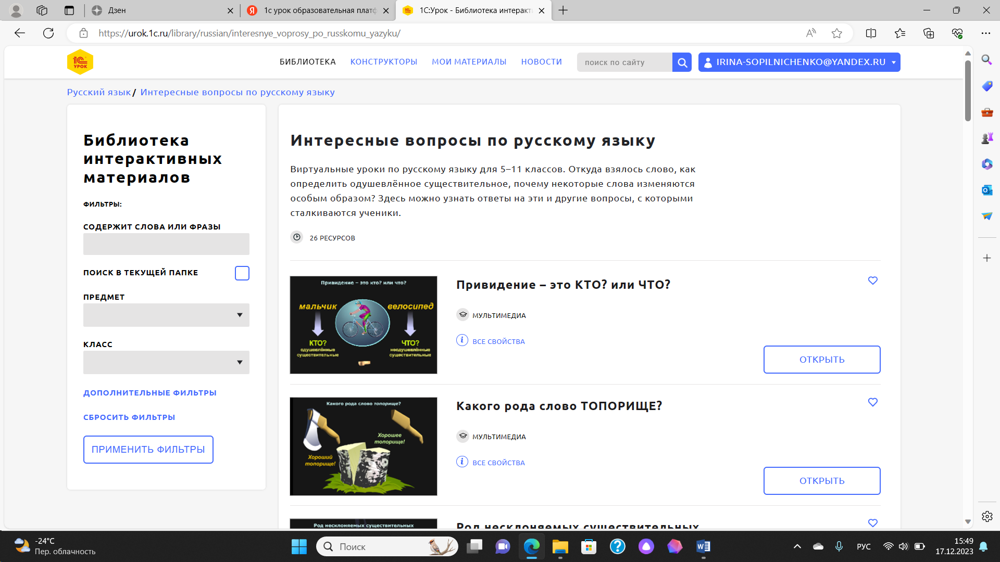 Дзен
1с урок образовательная платф
1С:Урок - Библиотека интеракти
https://urok.1c.ru/library/russian/interesnye_voprosy_po_russkomu_yazyku/
1С УРОК
БИБЛИОТЕКА
КОНСТРУКТОРЫ
МОИ МАТЕРИАЛЫ
НОВОСТИ
поиск по сайту
IRINA-SOPILNICHENKO@YANDEX.RU
Русский язык / Интересные вопросы по русскому языку
Библиотека
интерактивных
материалов
ФИЛЬТРЫ:
СОДЕРЖИТ СЛОВА ИЛИ ФРАЗЫ
ПОИСК В ТЕКУЩЕЙ ПАПКЕ
ПРЕДМЕТ
КЛАСС
ДОПОЛНИТЕЛЬНЫЕ ФИЛЬТРЫ
СБРОСИТЬ ФИЛЬТРЫ
ПРИМЕНИТЬ ФИЛЬТРЫ
Интересные вопросы по русскому языку
Виртуальные уроки по русскому языку для 5–11 классов. Откуда взялось слово, как
определить одушевлённое существительное, почему некоторые слова изменяются
особым образом? Здесь можно узнать ответы на эти и другие вопросы, с которыми
сталкиваются ученики.
26 РЕСУРСОВ
Привидение – это кто? или что?
мальчик
велосипед
КТО?
одушевлённые
существительные
ЧТО?
неодушевлённые
существительные
Привидение – это КТО? или ЧТО?
МУЛЬТИМЕДИА
ВСЕ СВОЙСТВА
ОТКРЫТЬ
Какого рода слово топорище?
Хорошее
топорище!
Хороший
топорище!
Какого рода слово ТОПОРИЩЕ?
МУЛЬТИМЕДИА
ВСЕ СВОЙСТВА
ОТКРЫТЬ
Род несклоняемых существительных
Род несклоняемых существительных
-24°C
Пер. облачность
Поиск
РУС
15:49
17.12.2023